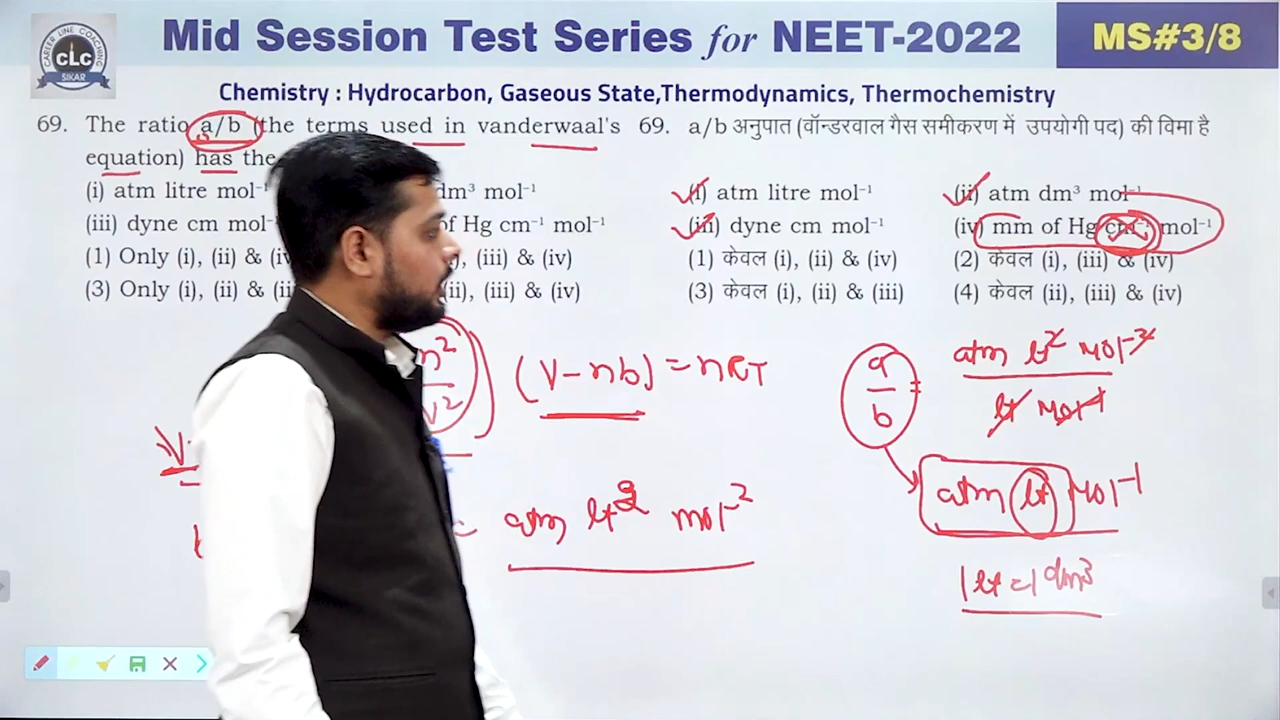 CAREER LINE COACHING
CLC
SIKAR
Mid Session Test Series for NEET-2022
MS#3/8
Chemistry : Hydrocarbon, Gaseous State,Thermodynamics, Thermochemistry
69. The ratio a/b (the terms used in vanderwaal's
equation) has the
(i) atm litre mol⁻¹
dm³ mol⁻¹
(iii) dyne cm mol⁻
of Hg cm⁻¹ mol⁻¹
(1) Only (i), (ii) & (iv
, (iii) & (iv)
(3) Only (i), (ii) & (ii
(ii), (iii) & (iv)
69. a/b अनुपात (वॉन्डरवाल गैस समीकरण में उपयोगी पद) की विमा है
(i) atm litre mol⁻¹ (ii) atm dm³ mol⁻¹
(iii) dyne cm mol⁻¹ (iv) mm of Hg cm⁻¹ mol⁻¹
(1) केवल (i), (ii) & (iv) (2) केवल (i), (iii) & (iv)
(3) केवल (i), (ii) & (iii) (4) केवल (ii), (iii) & (iv)
n²
V²
(V-nb) = nRT
atm lt² mol⁻²
a/b = atm lt² mol⁻²
lt mol⁻¹
atm lt mol⁻¹
1 lt = 1 dm³